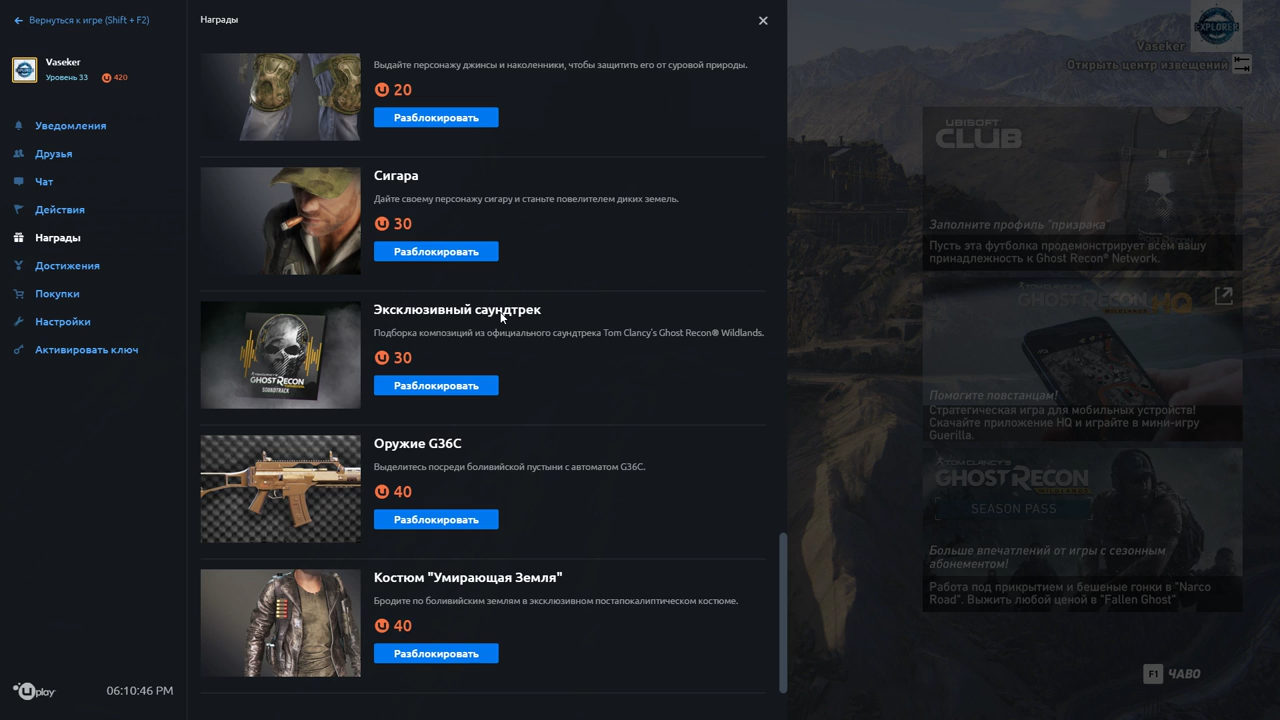 Вернуться к игре (Shift + F2)
Vaseker
Уровень 33
420
Уведомления
Друзья
Чат
Действия
Награды
Достижения
Покупки
Настройки
Активировать ключ
uplay
06:10:46 PM
Награды
Выдайте персонажу джинсы и наколенники, чтобы защитить его от суровой природы.
20
Разблокировать
Сигара
Дайте своему персонажу сигару и станьте повелителем диких земель.
30
Разблокировать
GHOST RECON
SOUNDTRACK
Эксклюзивный саундтрек
Подборка композиций из официального саундтрека Tom Clancy's Ghost Recon® Wildlands.
30
Разблокировать
Оружие G36C
Выделитесь посреди боливийской пустыни с автоматом G36C.
40
Разблокировать
Костюм "Умирающая Земля"
Бродите по боливийским землям в эксклюзивном постапокалиптическом костюме.
40
Разблокировать
EXPLORER
Vaseker
Открыть центр извещений
UBISOFT
CLUB
Заполните профиль "призрака"
Пусть эта футболка продемонстрирует всем вашу
принадлежность к Ghost Recon® Network.
GHOST RECON HQ
Помогите повстанцам!
Стратегическая игра для мобильных устройств!
Скачайте приложение HQ и играйте в мини-игру
Guerilla.
TOM CLANCY'S
GHOST RECON
WILDLANDS
SEASON PASS
Больше впечатлений от игры с сезонным
абонементом!
Работа под прикрытием и бешеные гонки в "Narco
Road". Выжить любой ценой в "Fallen Ghost"
F1 ЧАВО